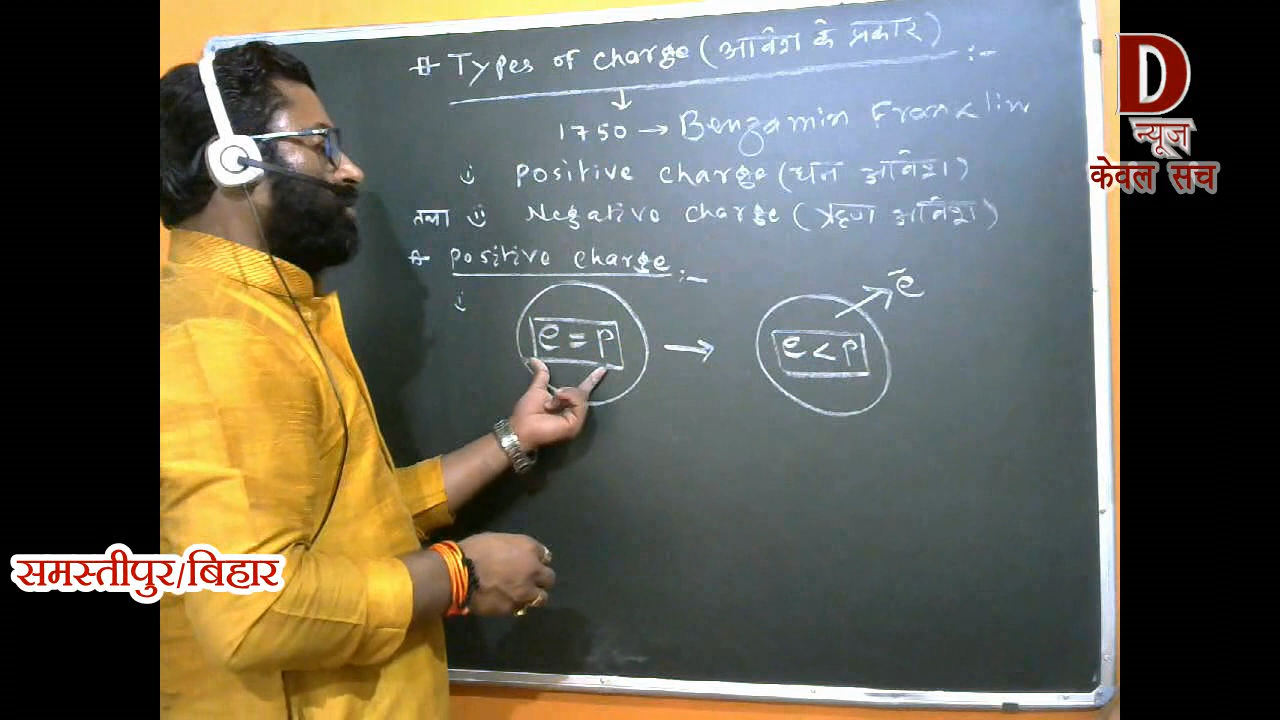 # Types of charge (आवेश के प्रकार) :-
1750 → Bengamin Franklin
i positive charge (धन आवेश)
तथा ii Negative charge (ऋण आवेश)
* positive charge :-
i
e = p → e < p → e⁻
D
न्यूज
केवल सच
समस्तीपुर/बिहार